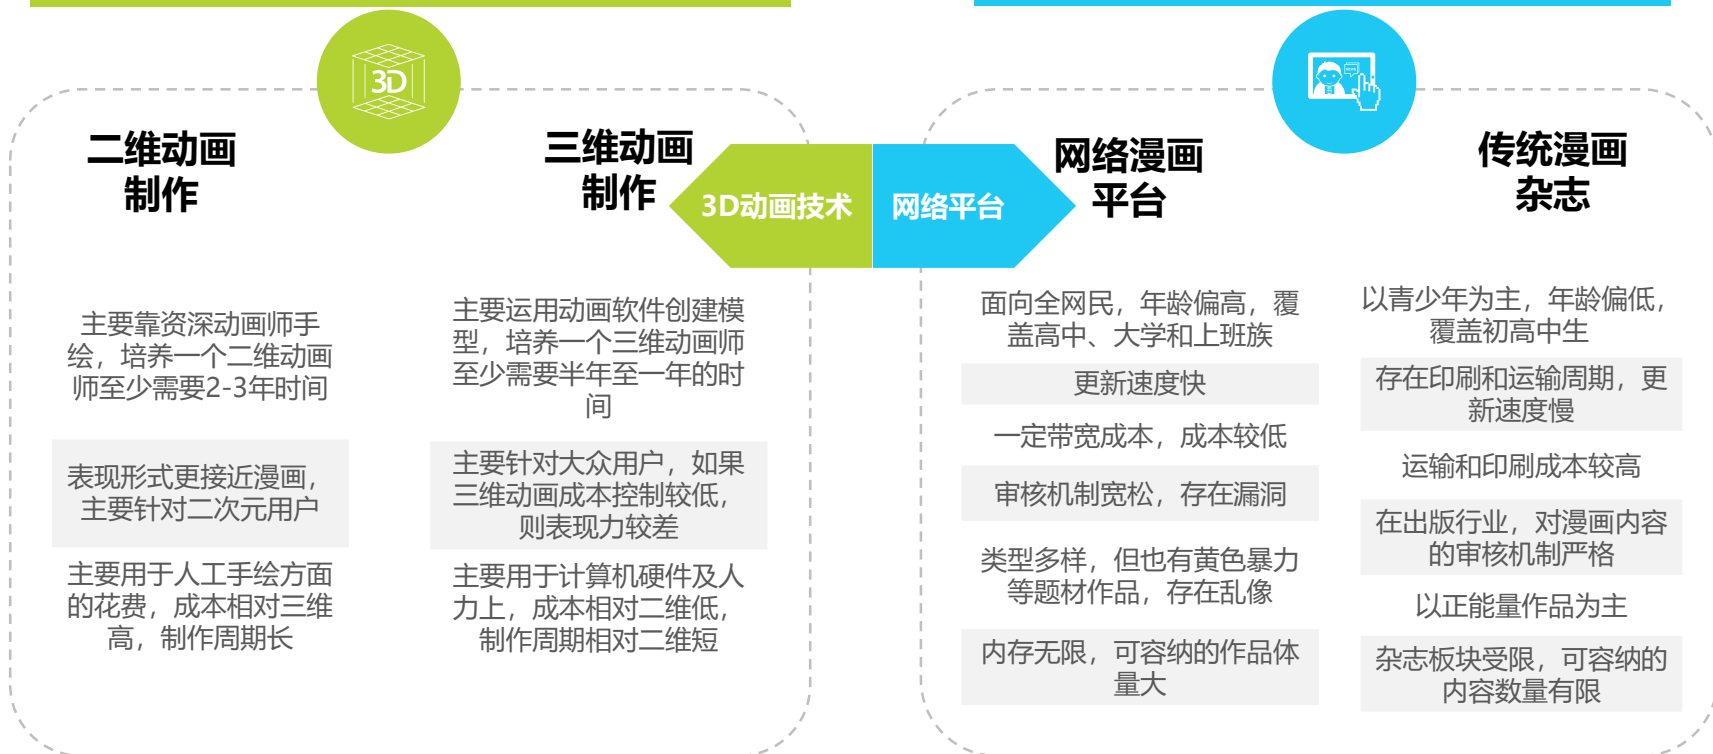 3D
二维动画
制作
主要靠资深动画师手
绘，培养一个二维动画
师至少需要2-3年时间
表现形式更接近漫画，
主要针对二次元用户
主要用于人工手绘方面
的花费，成本相对三维
高，制作周期长
三维动画
制作
主要运用动画软件创建模
型，培养一个三维动画师
至少需要半年至一年的时
间
主要针对大众用户，如果
三维动画成本控制较低，
则表现力较差
主要用于计算机硬件及人
力上，成本相对二维低，
制作周期相对二维短
3D动画技术
网络平台
网络漫画
平台
面向全网民，年龄偏高，覆
盖高中、大学和上班族
更新速度快
一定带宽成本，成本较低
审核机制宽松，存在漏洞
类型多样，但也有黄色暴力
等题材作品，存在乱像
内存无限，可容纳的作品体
量大
传统漫画
杂志
以青少年为主，年龄偏低，
覆盖初高中生
存在印刷和运输周期，更
新速度慢
运输和印刷成本较高
在出版行业，对漫画内容
的审核机制严格
以正能量作品为主
杂志板块受限，可容纳的
内容数量有限